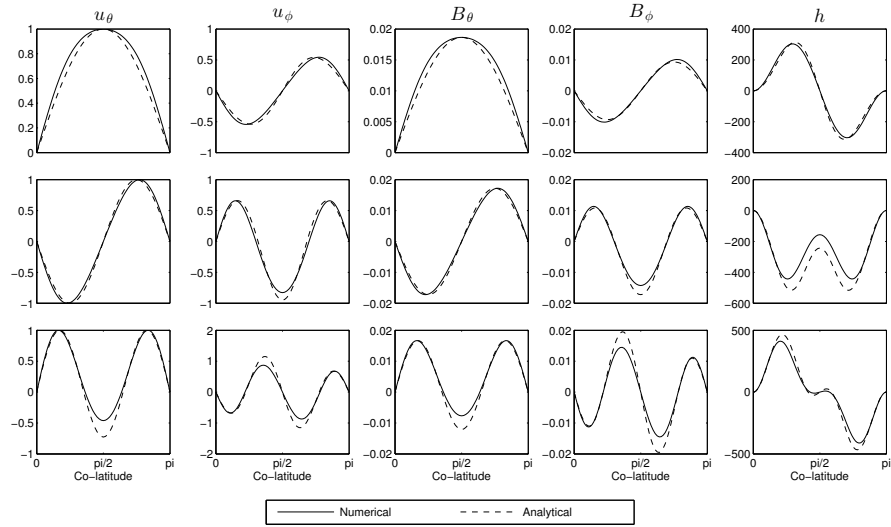 u_θ u_ϕ B_θ B_ϕ h
1 1 0.02 0.02 400
0.8 0.5 0.015 0.01 200
0.6
0 0.01 0 0
0.4
0.2 −0.5 0.005 −0.01 −200
0 −1 0 −0.02 −400
1 1 0.02 0.02 200
0.5 0.5 0.01 0.01 0
0 0 0 0 −200
−0.5 −0.5 −0.01 −0.01 −400
−1 −1 −0.02 −0.02 −600
1 2 0.02 0.02 500
0.5 1 0.01 0.01
0 0 0 0 0
−0.5 −1 −0.01 −0.01
−1 −2 −0.02 −0.02 −500
0 pi/2 pi 0 pi/2 pi 0 pi/2 pi 0 pi/2 pi 0 pi/2 pi
Co−latitude Co−latitude Co−latitude Co−latitude Co−latitude
Numerical Analytical